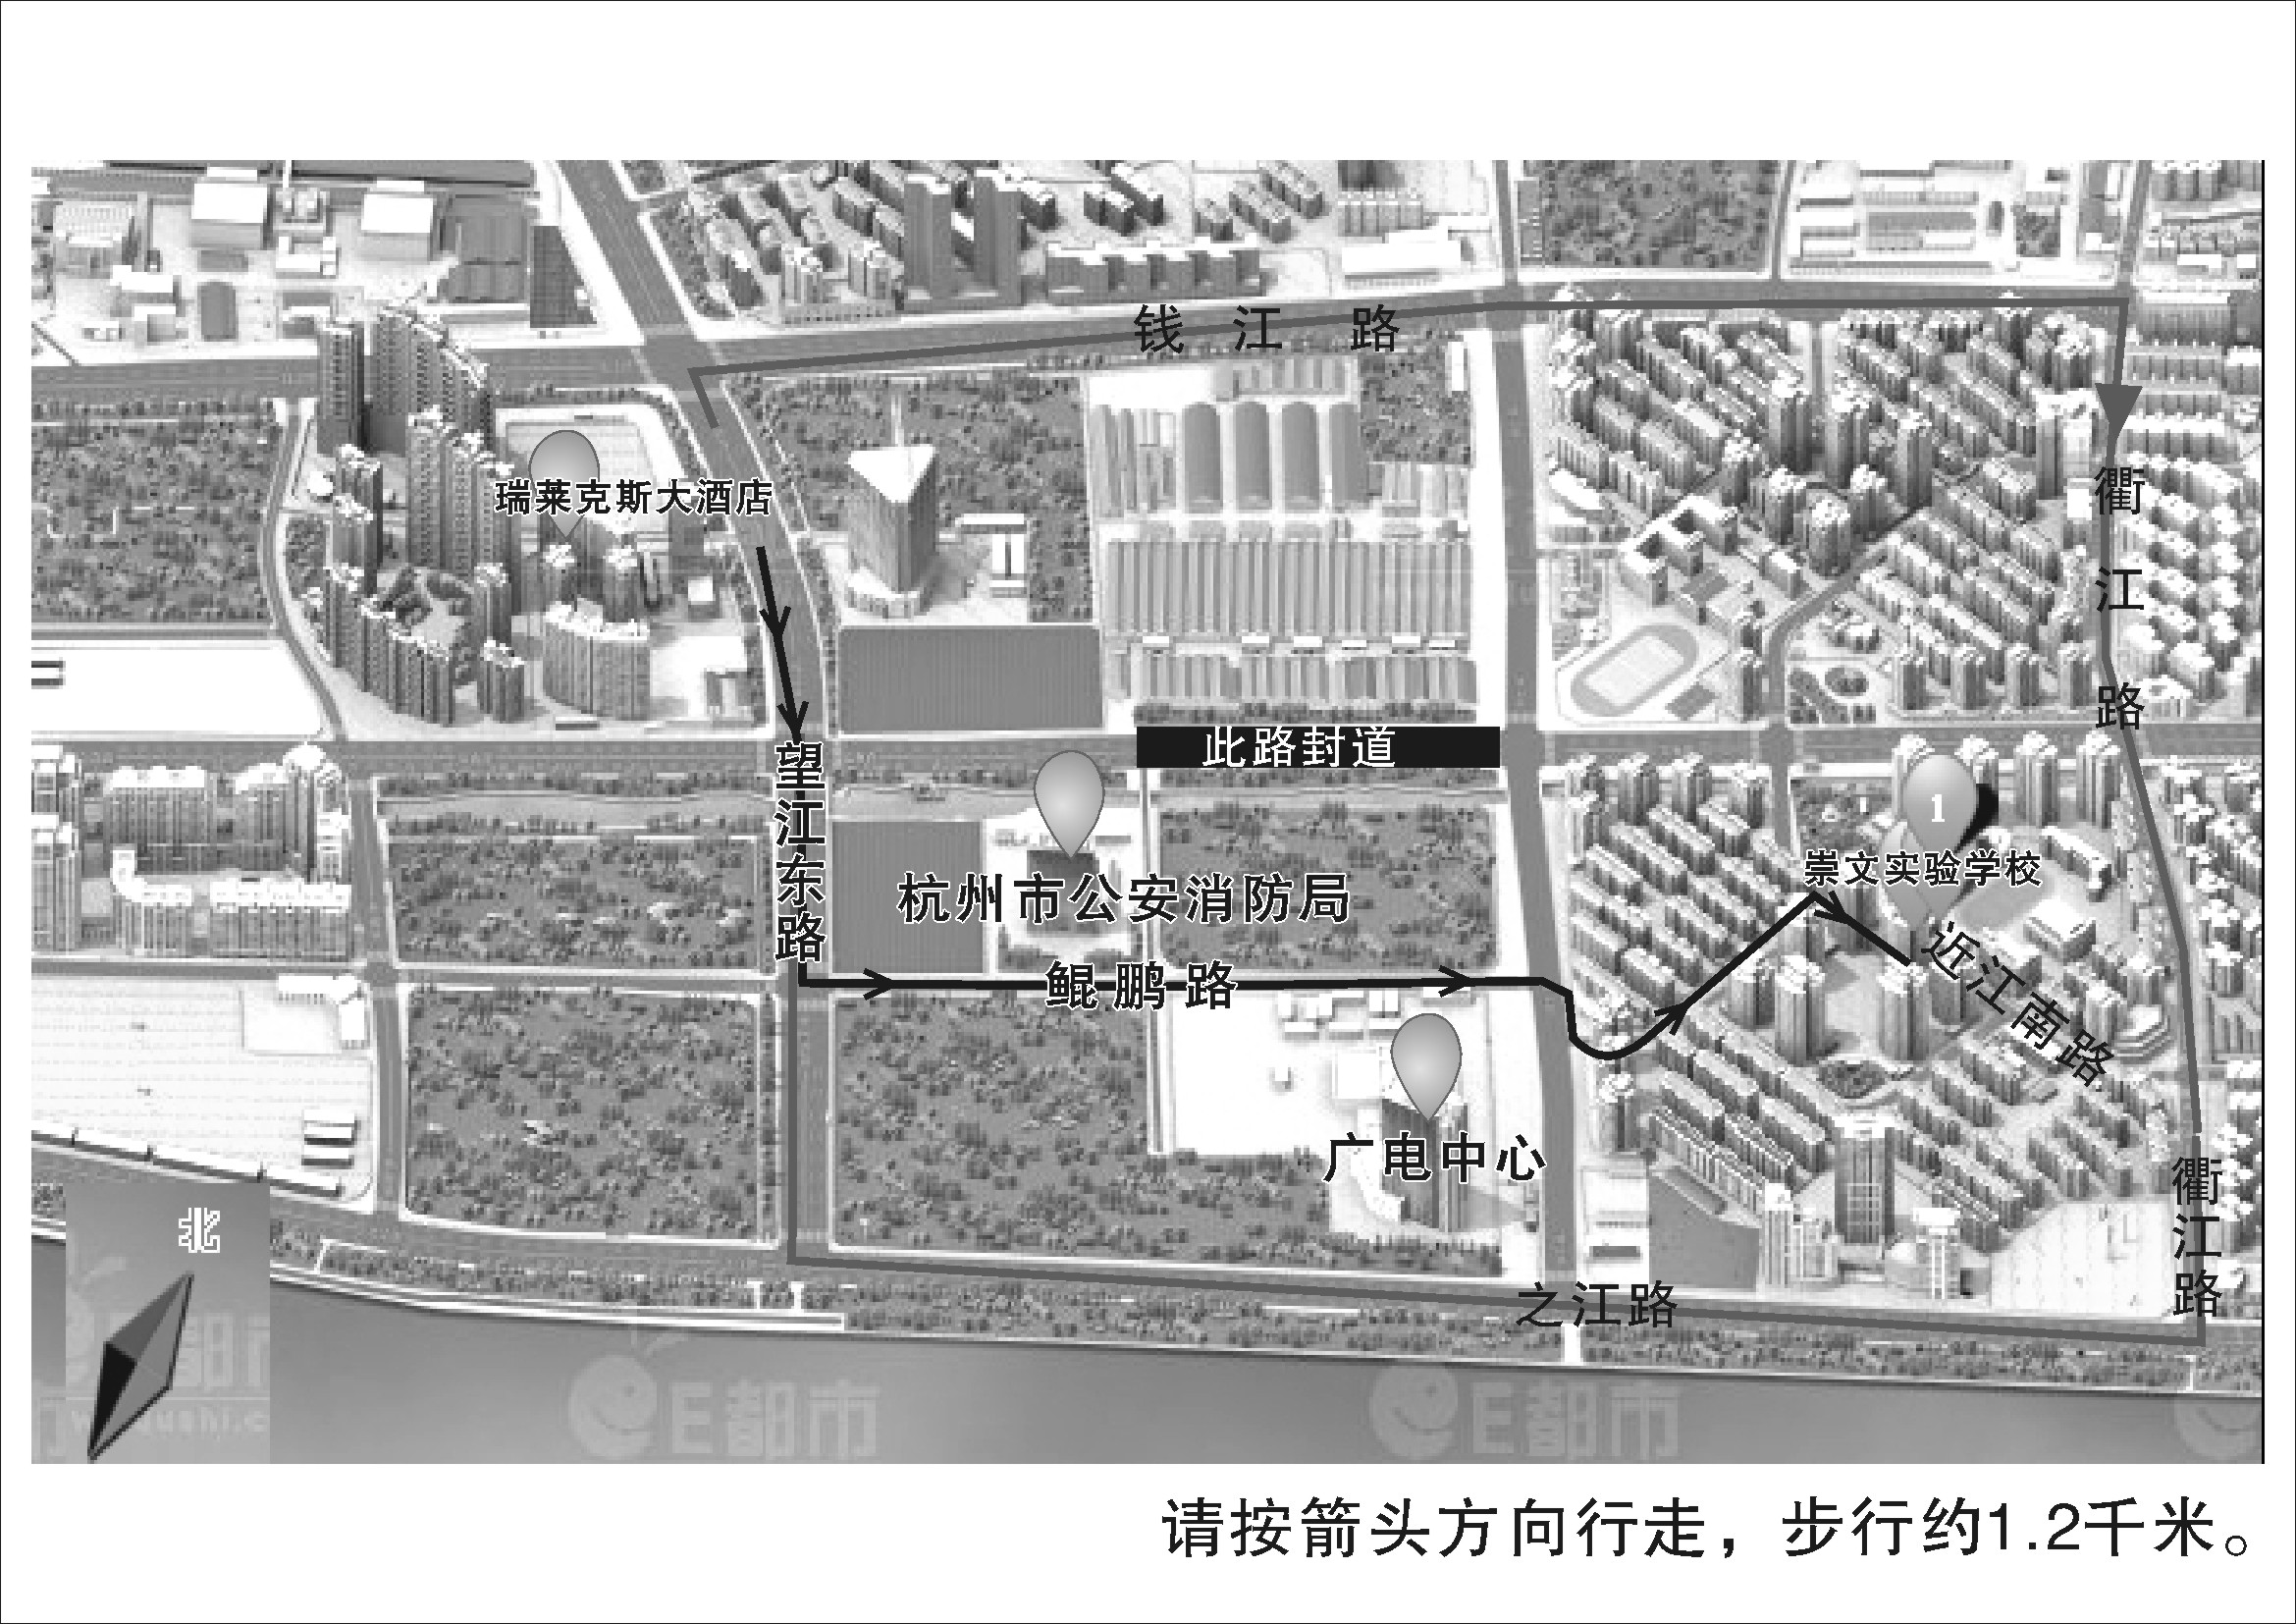 钱江路
瑞莱克斯大酒店
衢江路
此路封道
望江东路
1
崇文实验学校
杭州市公安消防局
近江南路
鲲鹏路
广电中心
衢江路
北
之江路
E都市
E都市
请按箭头方向行走，步行约1.2千米。